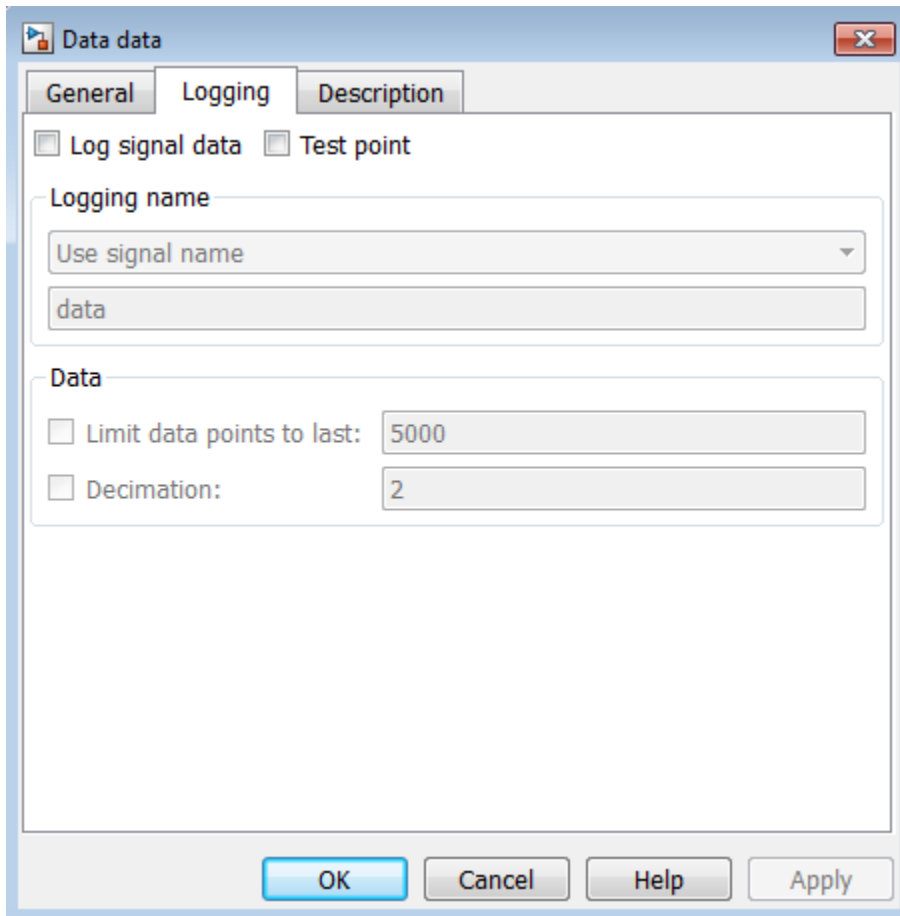 Data data
General Logging Description
Log signal data Test point
Logging name
Use signal name
data
Data
Limit data points to last: 5000
Decimation: 2
OK Cancel Help Apply